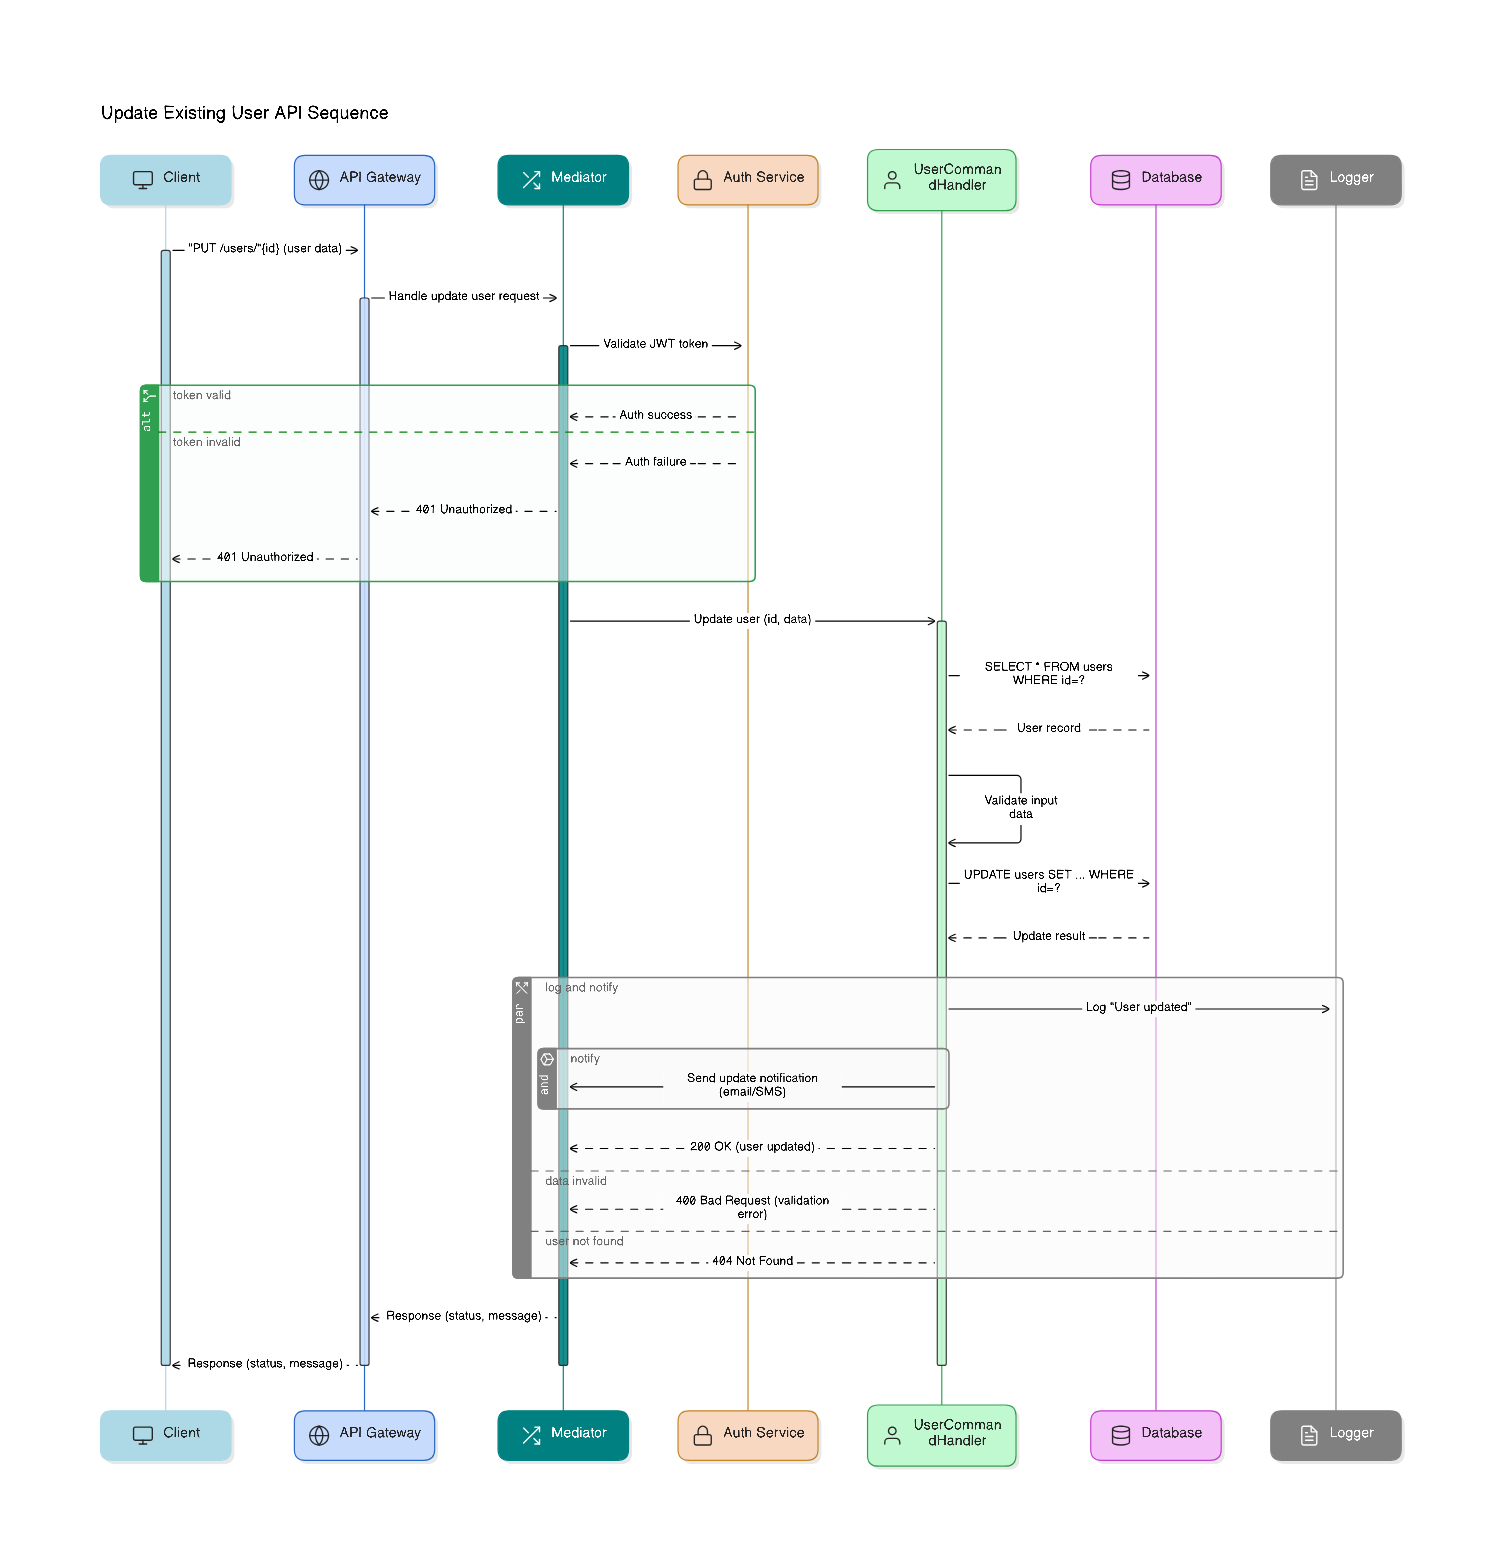 Update Existing User API Sequence
Client
API Gateway
Mediator
Auth Service
UserComman
dHandler
Database
Logger
"PUT /users/"{id} (user data)
Handle update user request
Validate JWT token
alt
token valid
Auth success
token invalid
Auth failure
401 Unauthorized
401 Unauthorized
Update user (id, data)
SELECT * FROM users
WHERE id=?
User record
Validate input
data
UPDATE users SET ... WHERE
id=?
Update result
par
log and notify
Log "User updated"
and
notify
Send update notification
(email/SMS)
200 OK (user updated)
data invalid
400 Bad Request (validation
error)
user not found
404 Not Found
Response (status, message)
Response (status, message)
Client
API Gateway
Mediator
Auth Service
UserComman
dHandler
Database
Logger